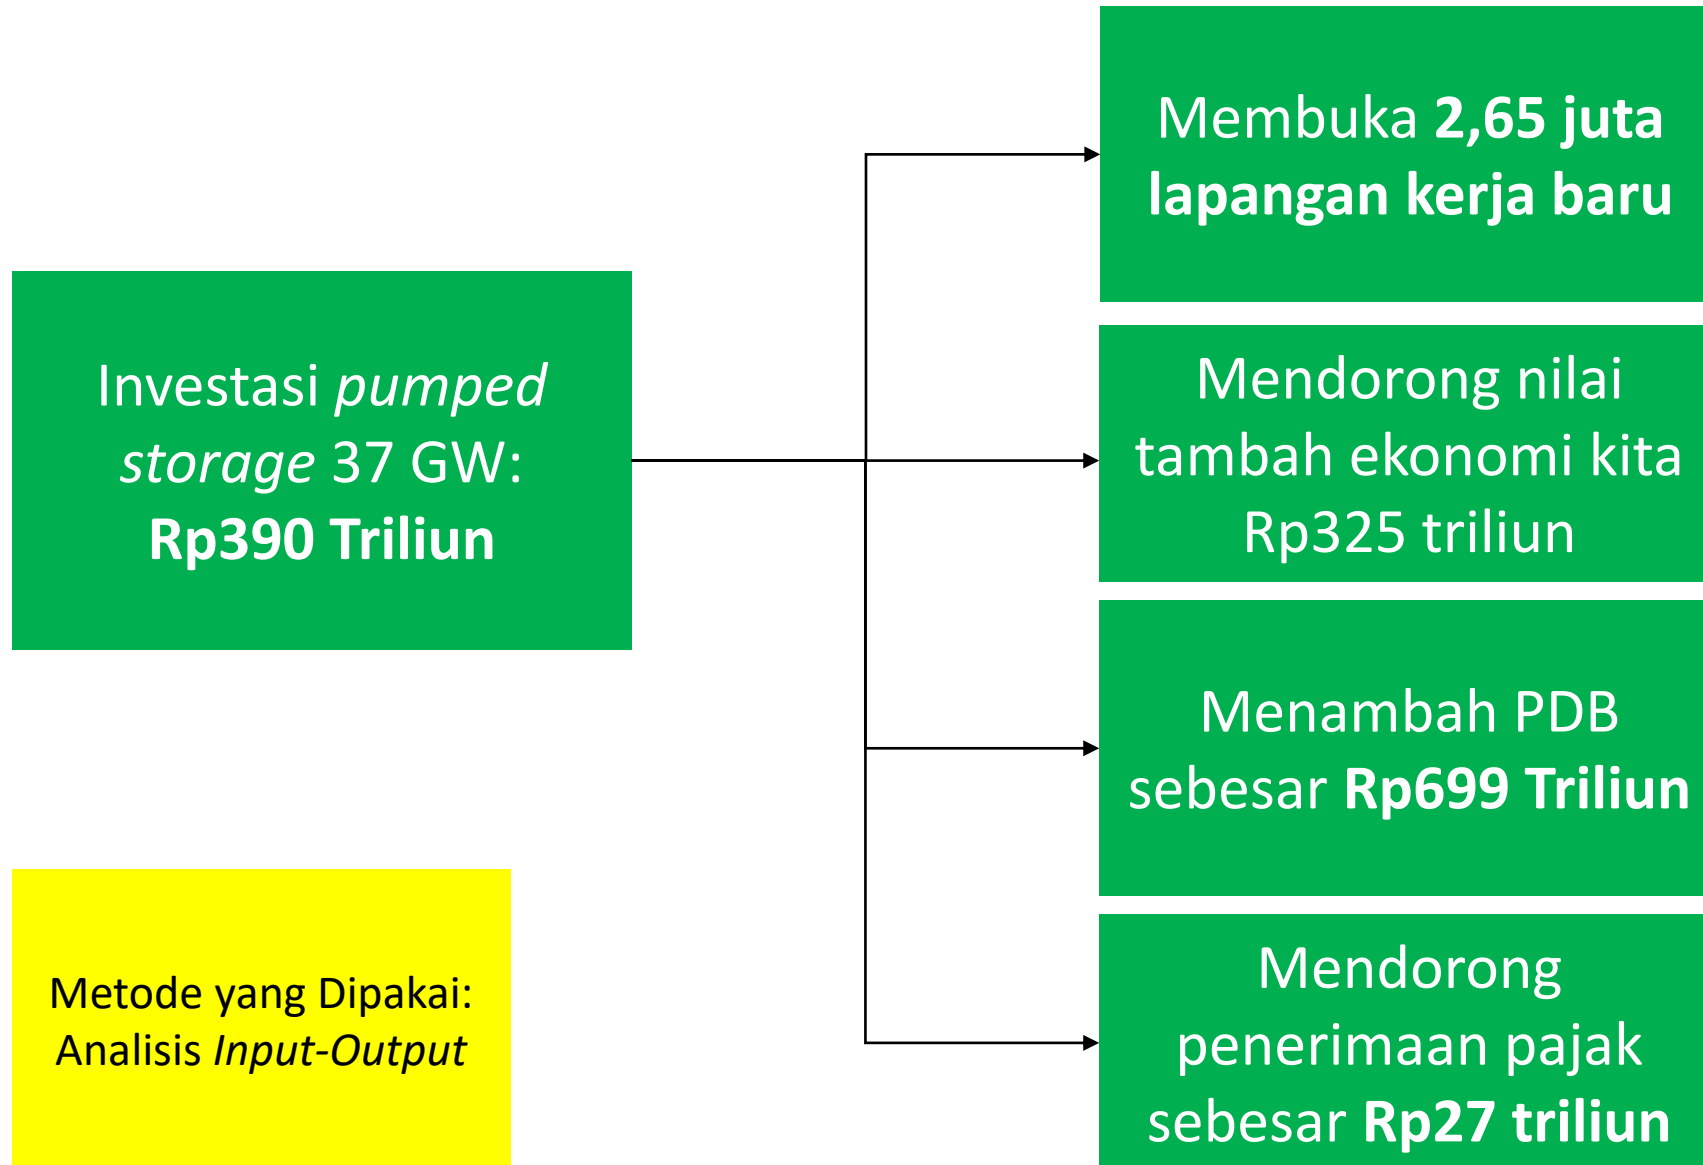 Membuka 2,65 juta
lapangan kerja baru
Investasi pumped
storage 37 GW:
Rp390 Triliun
Mendorong nilai
tambah ekonomi kita
Rp325 triliun
Menambah PDB
sebesar Rp699 Triliun
Metode yang Dipakai:
Analisis Input-Output
Mendorong
penerimaan pajak
sebesar Rp27 triliun